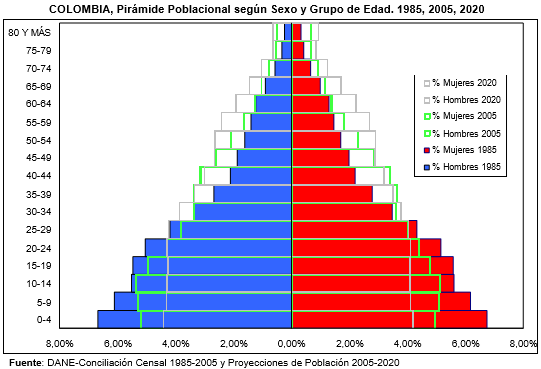 COLOMBIA, Pirámide Poblacional según Sexo y Grupo de Edad. 1985, 2005, 2020
80 Y MÁS
75-79
70-74
65-69
60-64
55-59
50-54
45-49
40-44
35-39
30-34
25-29
20-24
15-19
10-14
5-9
0-4
% Mujeres 2020
% Hombres 2020
% Mujeres 2005
% Hombres 2005
% Mujeres 1985
% Hombres 1985
8,00% 6,00% 4,00% 2,00% 0,00% 2,00% 4,00% 6,00% 8,00%
Fuente: DANE-Conciliación Censal 1985-2005 y Proyecciones de Población 2005-2020